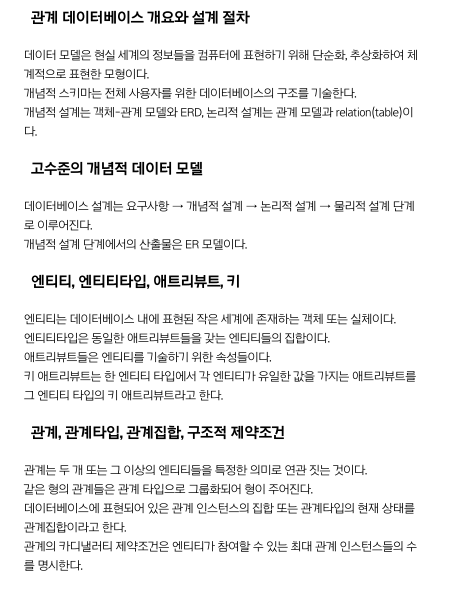 관계 데이터베이스 개요와 설계 절차
데이터 모델은 현실 세계의 정보들을 컴퓨터에 표현하기 위해 단순화, 추상화하여 체
계적으로 표현한 모형이다.
개념적 스키마는 전체 사용자를 위한 데이터베이스의 구조를 기술한다.
개념적 설계는 객체-관계 모델와 ERD, 논리적 설계는 관계 모델과 relation(table)이
다.
고수준의 개념적 데이터 모델
데이터베이스 설계는 요구사항 → 개념적 설계 → 논리적 설계 → 물리적 설계 단계
로 이루어진다.
개념적 설계 단계에서의 산출물은 ER 모델이다.
엔티티, 엔티티타입, 애트리뷰트, 키
엔티티는 데이터베이스 내에 표현된 작은 세계에 존재하는 객체 또는 실체이다.
엔티티타입은 동일한 애트리뷰트들을 갖는 엔티티들의 집합이다.
애트리뷰트들은 엔티티를 기술하기 위한 속성들이다.
키 애트리뷰트는 한 엔티티 타입에서 각 엔티티가 유일한 값을 가지는 애트리뷰트를
그 엔티티 타입의 키 애트리뷰트라고 한다.
관계, 관계타입, 관계집합, 구조적 제약조건
관계는 두 개 또는 그 이상의 엔티티들을 특정한 의미로 연관 짓는 것이다.
같은 형의 관계들은 관계 타입으로 그룹화되어 형이 주어진다.
데이터베이스에 표현되어 있은 관계 인스턴스의 집합 또는 관계타입의 현재 상태를
관계집합이라고 한다.
관계의 카디낼러티 제약조건은 엔티티가 참여할 수 있는 최대 관계 인스턴스들의 수
를 명시한다.